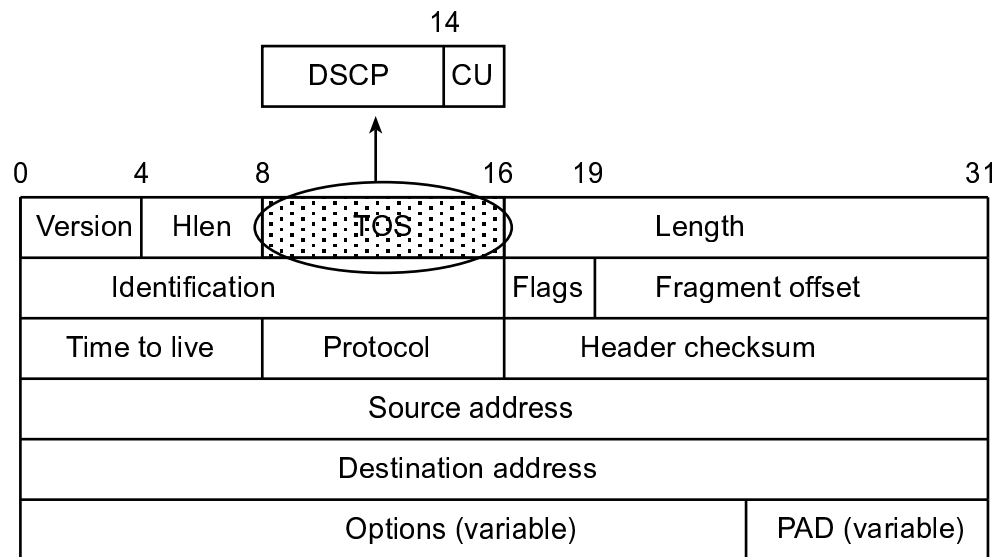 14
DSCP CU
0 4 8 16 19 31
Version Hlen TOS Length
Identification Flags Fragment offset
Time to live Protocol Header checksum
Source address
Destination address
Options (variable) PAD (variable)